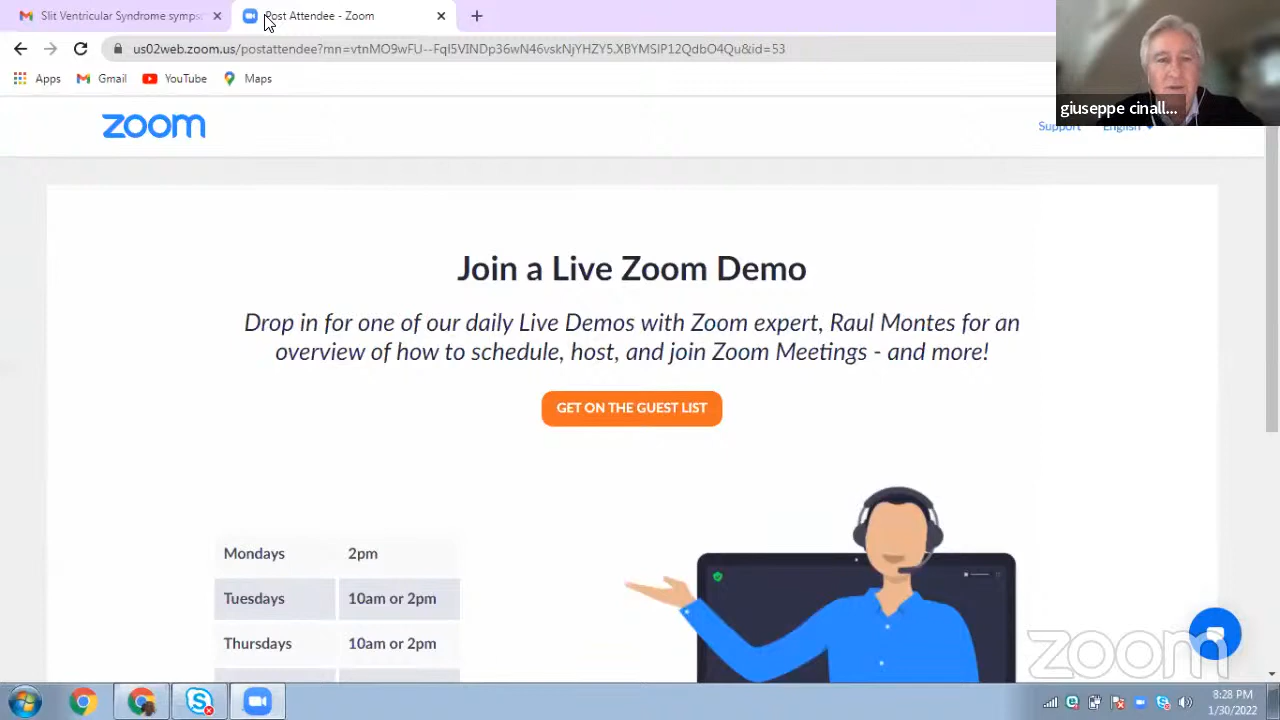 Slit Ventricular Syndrome symps
Post Attendee - Zoom
us02web.zoom.us/postattendee?mn=vtnMO9wFU--FqI5VINDp36wN46vskNjYHZY5.XBYMSIP12QdbO4Qu&id=53
Apps
Gmail
YouTube
Maps
giuseppe cinall...
zoom
Support
English
Join a Live Zoom Demo
Drop in for one of our daily Live Demos with Zoom expert, Raul Montes for an
overview of how to schedule, host, and join Zoom Meetings - and more!
GET ON THE GUEST LIST
Mondays 2pm
Tuesdays 10am or 2pm
Thursdays 10am or 2pm
zoom
8:28 PM
1/30/2022